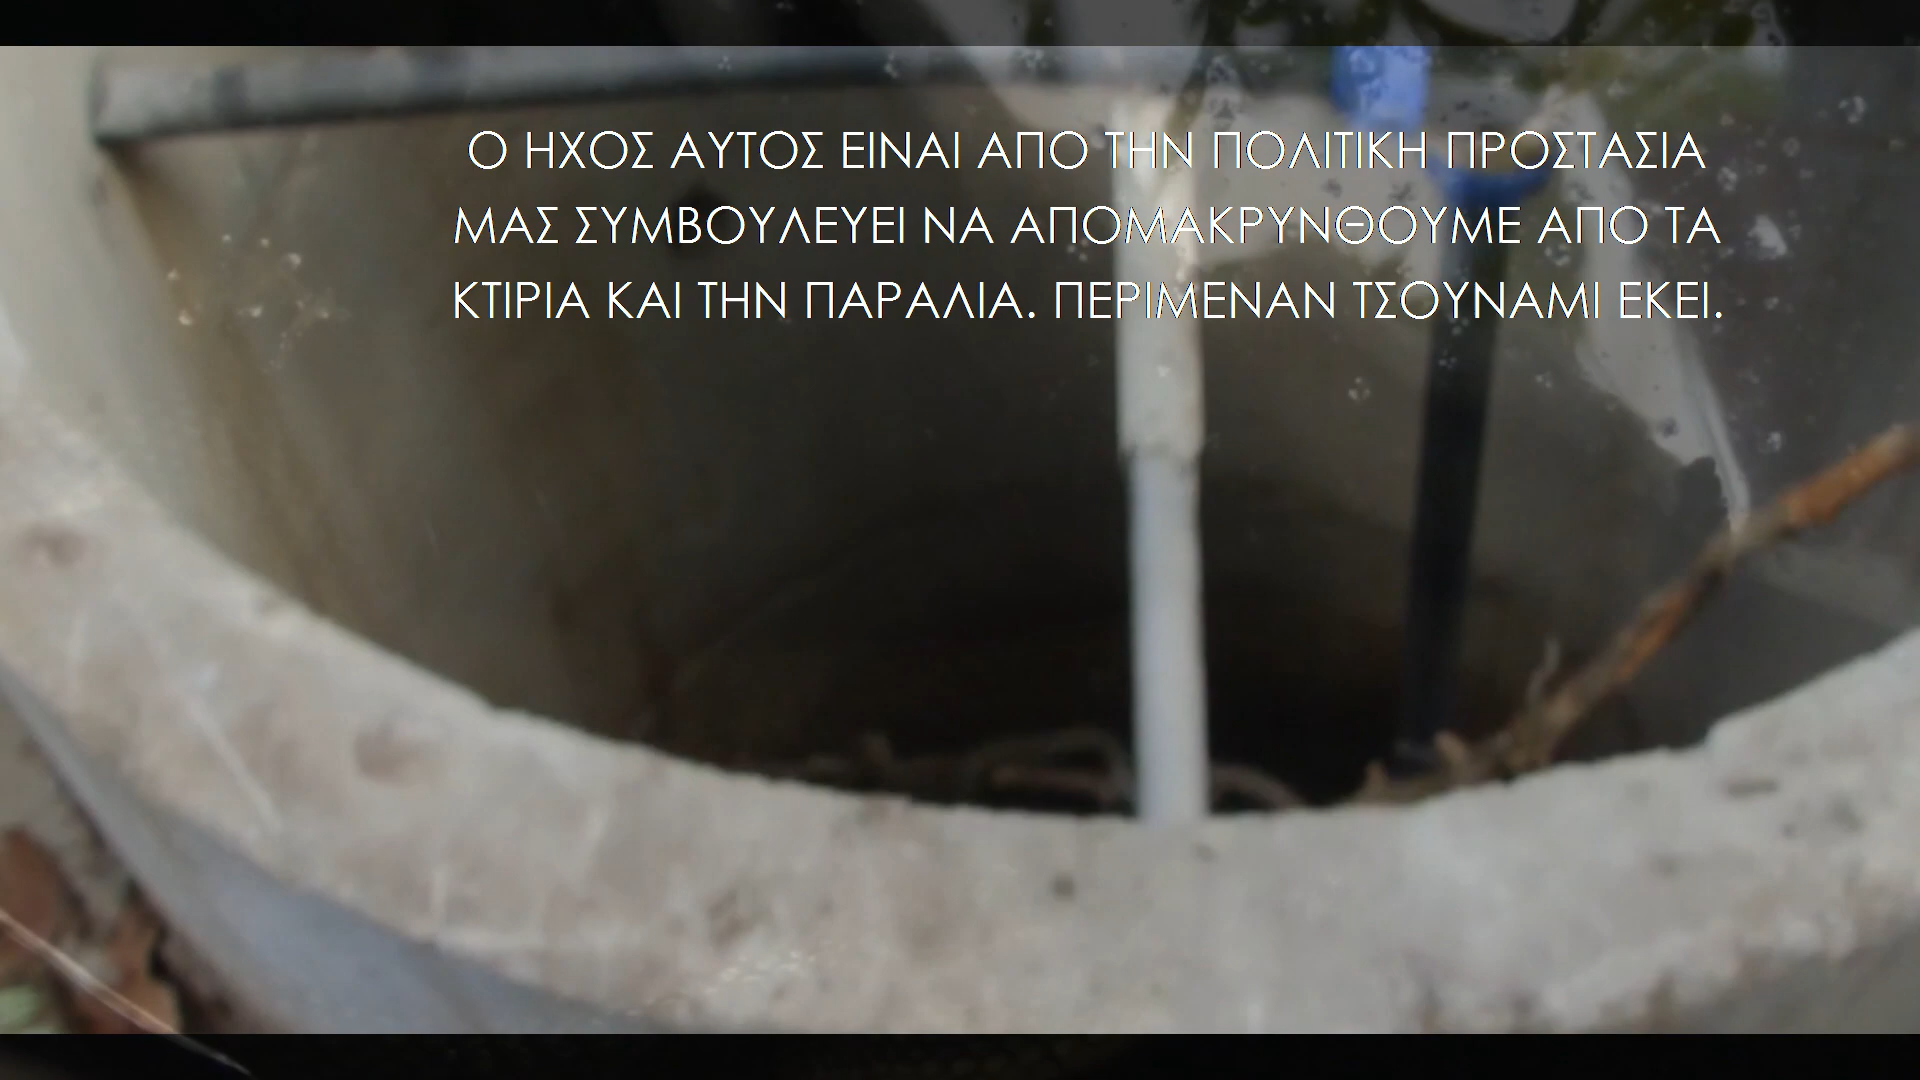 Ο ΗΧΟΣ ΑΥΤΟΣ ΕΙΝΑΙ ΑΠΟ ΤΗΝ ΠΟΛΙΤΙΚΗ ΠΡΟΣΤΑΣΙΑ
ΜΑΣ ΣΥΜΒΟΥΛΕΥΕΙ ΝΑ ΑΠΟΜΑΚΡΥΝΘΟΥΜΕ ΑΠΟ ΤΑ
ΚΤΙΡΙΑ ΚΑΙ ΤΗΝ ΠΑΡΑΛΙΑ. ΠΕΡΙΜΕΝΑΝ ΤΣΟΥΝΑΜΙ ΕΚΕΙ.